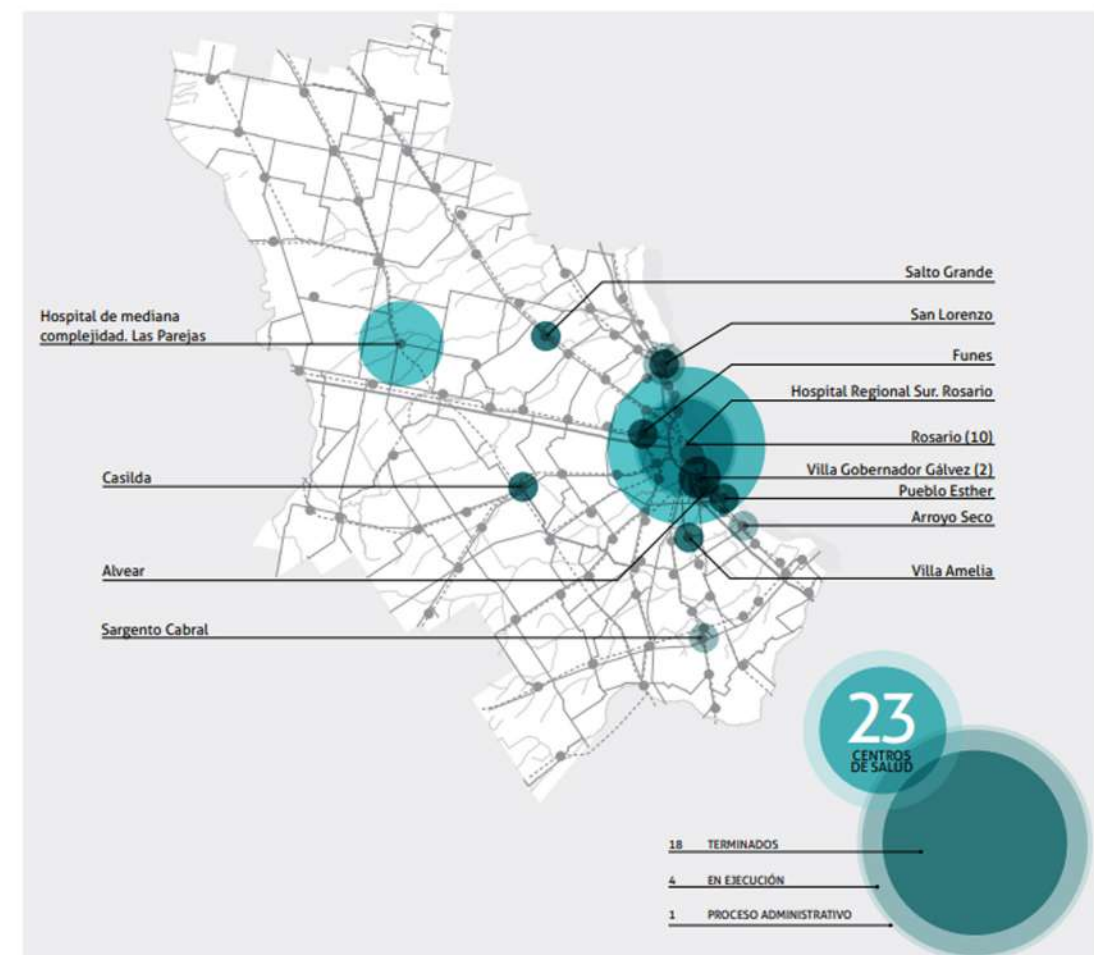 Salto Grande
San Lorenzo
Funes
Hospital Regional Sur. Rosario
Rosario (10)
Villa Gobernador Gálvez (2)
Pueblo Esther
Arroyo Seco
Villa Amelia
Hospital de mediana
complejidad. Las Parejas
Casilda
Alvear
Sargento Cabral
23
CENTROS
DE SALUD
18 TERMINADOS
4 EN EJECUCIÓN
1 PROCESO ADMINISTRATIVO